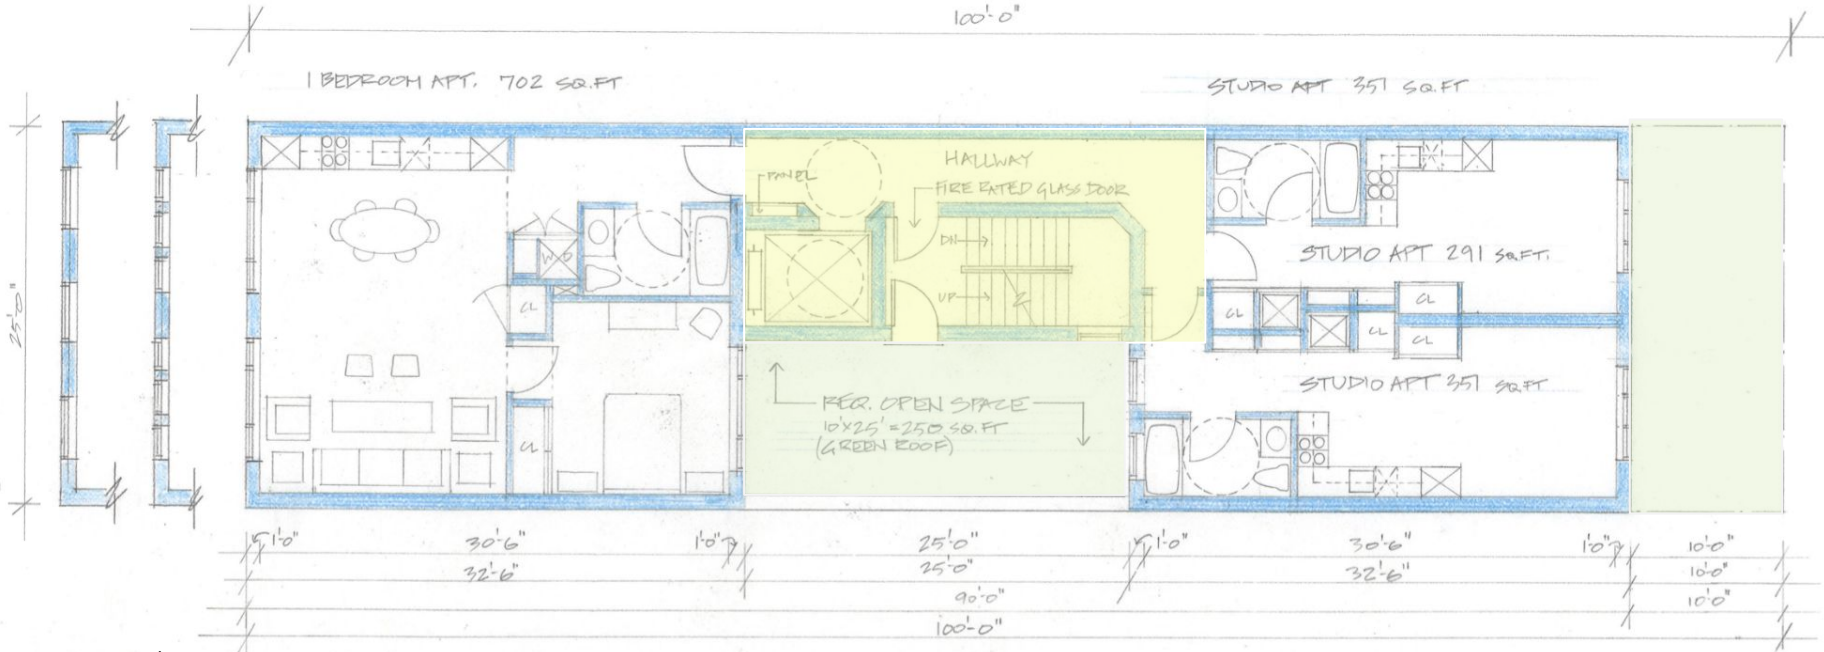 100'-0"
1 BEDROOM APT. 702 SQ.FT
STUDIO APT 351 SQ.FT
HALLWAY
PANEL
FIRE RATED GLASS DOOR
DN
UP
W D
CL
CL
STUDIO APT 291 SQ.FT.
CL
CL
CL
CL
STUDIO APT 351 SQ.FT
25'-0"
REQ. OPEN SPACE
10'X25' = 250 SQ.FT
(GREEN ROOF)
1'-0" 30'-6" 1'-0" 25'-0" 1'-0" 30'-6" 1'-0" 10'-0"
32'-6" 25'-0" 32'-6" 10'-0"
90'-0" 10'-0"
100'-0"